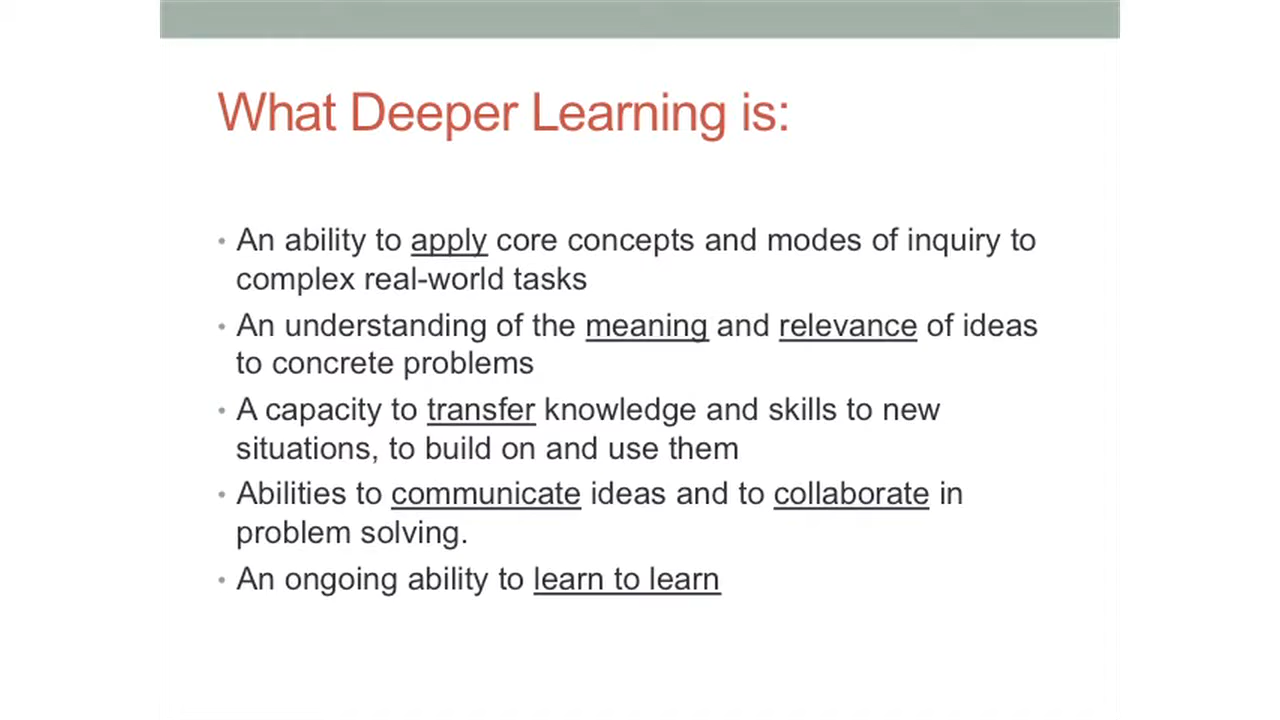 What Deeper Learning is:
• An ability to apply core concepts and modes of inquiry to
complex real-world tasks
• An understanding of the meaning and relevance of ideas
to concrete problems
• A capacity to transfer knowledge and skills to new
situations, to build on and use them
• Abilities to communicate ideas and to collaborate in
problem solving.
• An ongoing ability to learn to learn